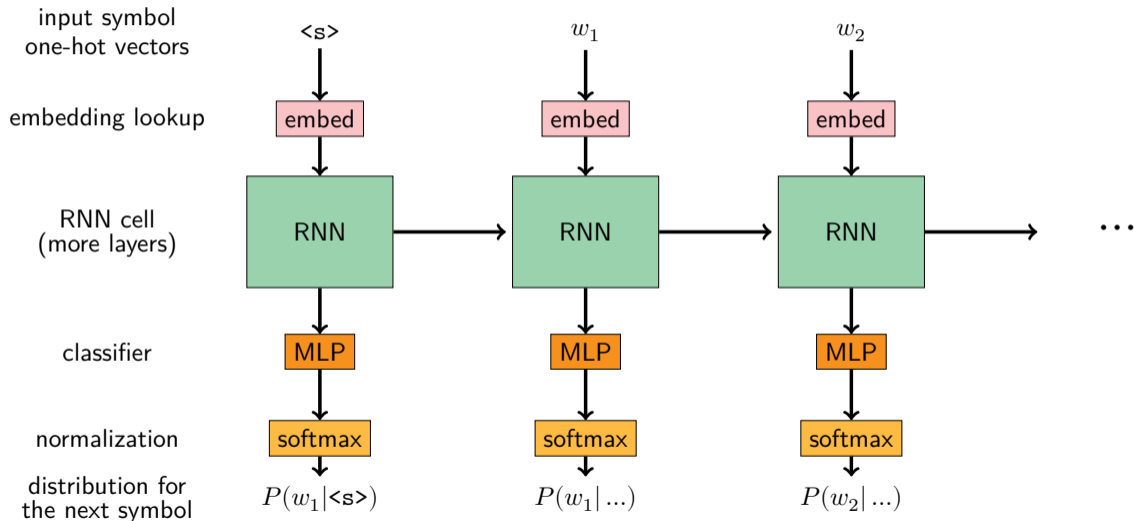 input symbol
one-hot vectors
<s>
w₁
w₂
embedding lookup
embed
embed
embed
RNN cell
(more layers)
RNN
RNN
RNN
...
classifier
MLP
MLP
MLP
normalization
softmax
softmax
softmax
distribution for
the next symbol
P(w₁|<s>)
P(w₁|...)
P(w₂|...)